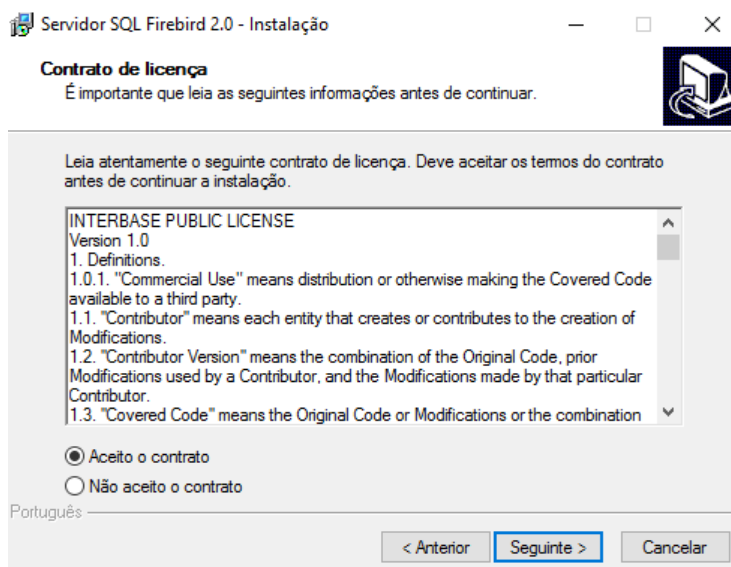 Servidor SQL Firebird 2.0 - Instalação
Contrato de licença
É importante que leia as seguintes informações antes de continuar.
Leia atentamente o seguinte contrato de licença. Deve aceitar os termos do contrato
antes de continuar a instalação.
INTERBASE PUBLIC LICENSE
Version 1.0
1. Definitions.
1.0.1. "Commercial Use" means distribution or otherwise making the Covered Code
available to a third party.
1.1. "Contributor" means each entity that creates or contributes to the creation of
Modifications.
1.2. "Contributor Version" means the combination of the Original Code, prior
Modifications used by a Contributor, and the Modifications made by that particular
Contributor.
1.3. "Covered Code" means the Original Code or Modifications or the combination
Aceito o contrato
Não aceito o contrato
Português
< Anterior
Seguinte >
Cancelar